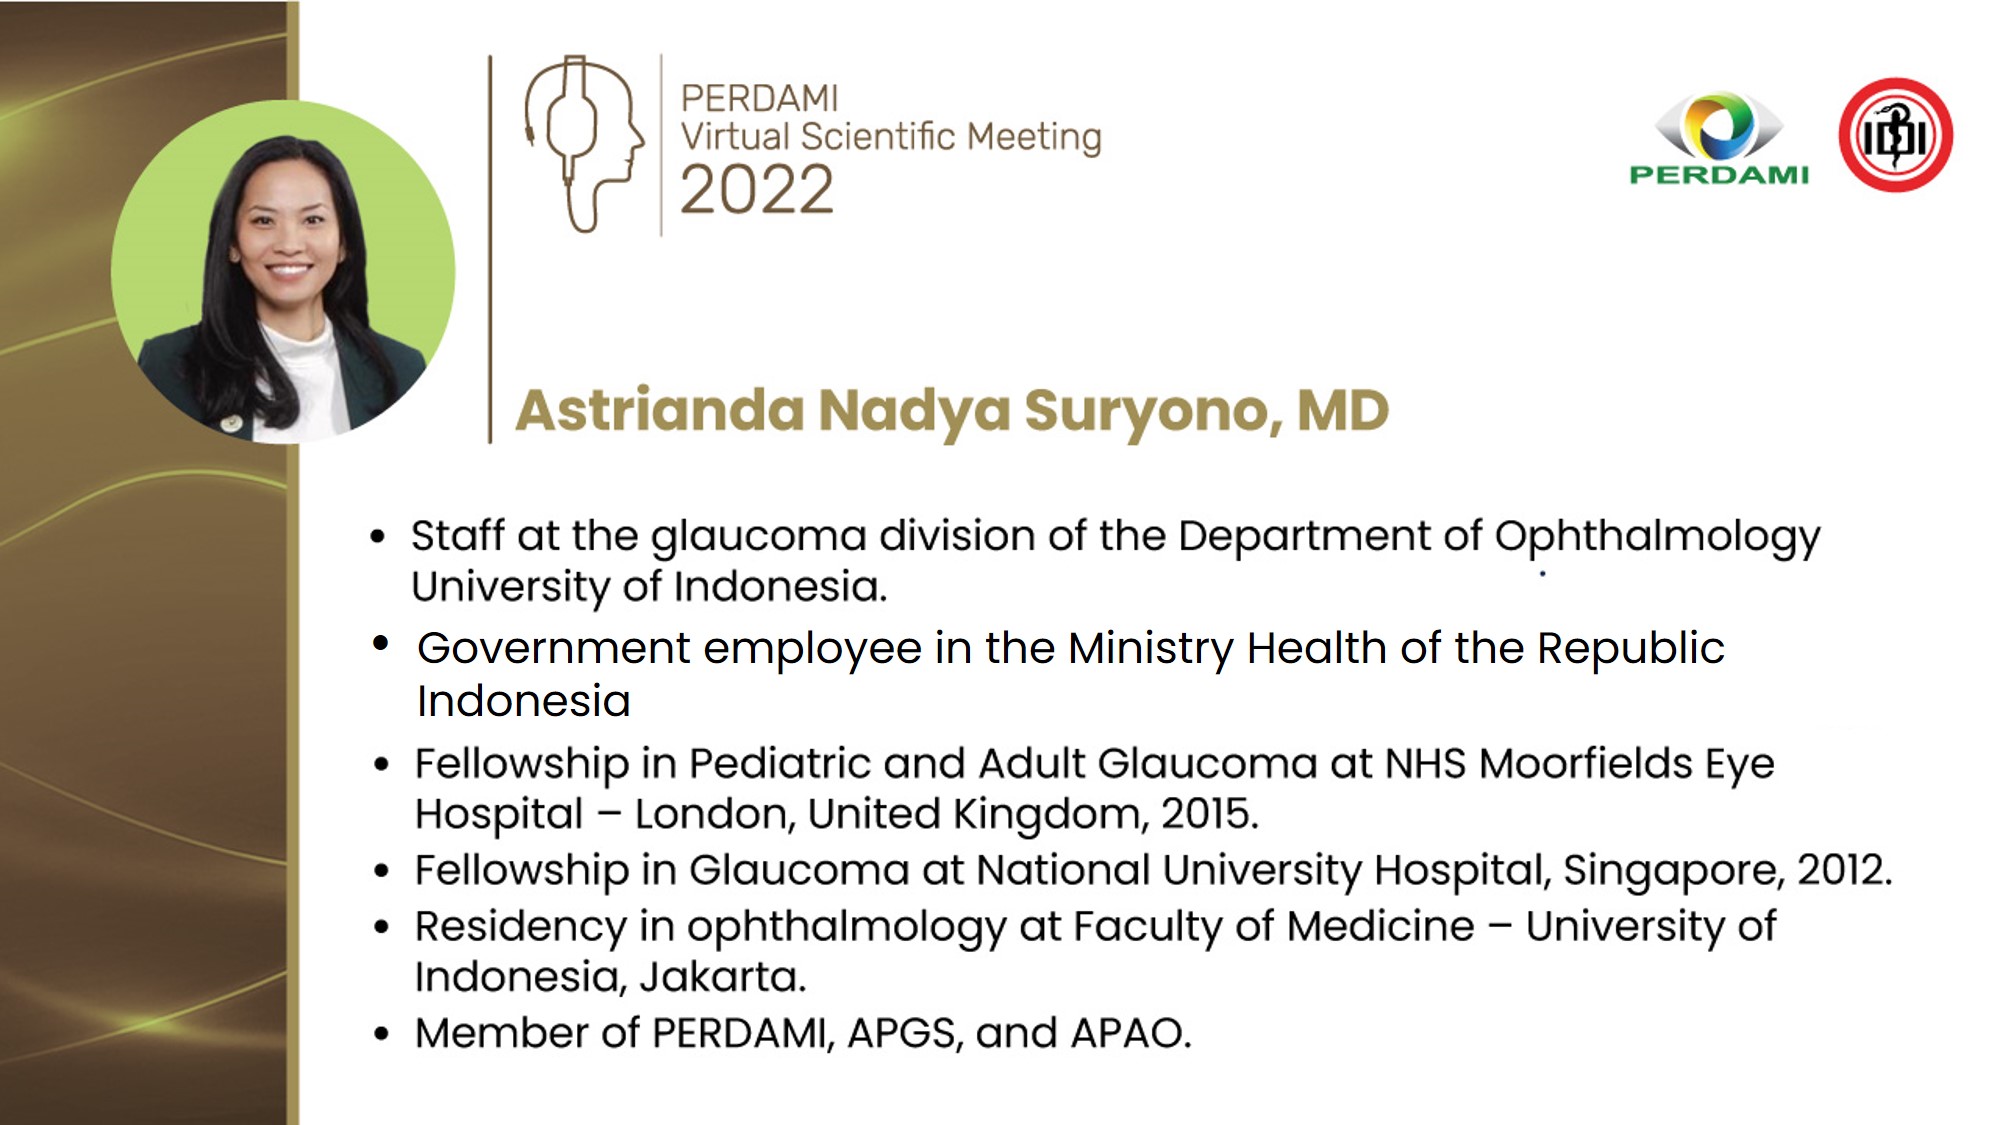 PERDAMI
Virtual Scientific Meeting
2022
PERDAMI
IDI
Astrianda Nadya Suryono, MD
• Staff at the glaucoma division of the Department of Ophthalmology
University of Indonesia.
• Government employee in the Ministry Health of the Republic
Indonesia
• Fellowship in Pediatric and Adult Glaucoma at NHS Moorfields Eye
Hospital – London, United Kingdom, 2015.
• Fellowship in Glaucoma at National University Hospital, Singapore, 2012.
• Residency in ophthalmology at Faculty of Medicine – University of
Indonesia, Jakarta.
• Member of PERDAMI, APGS, and APAO.